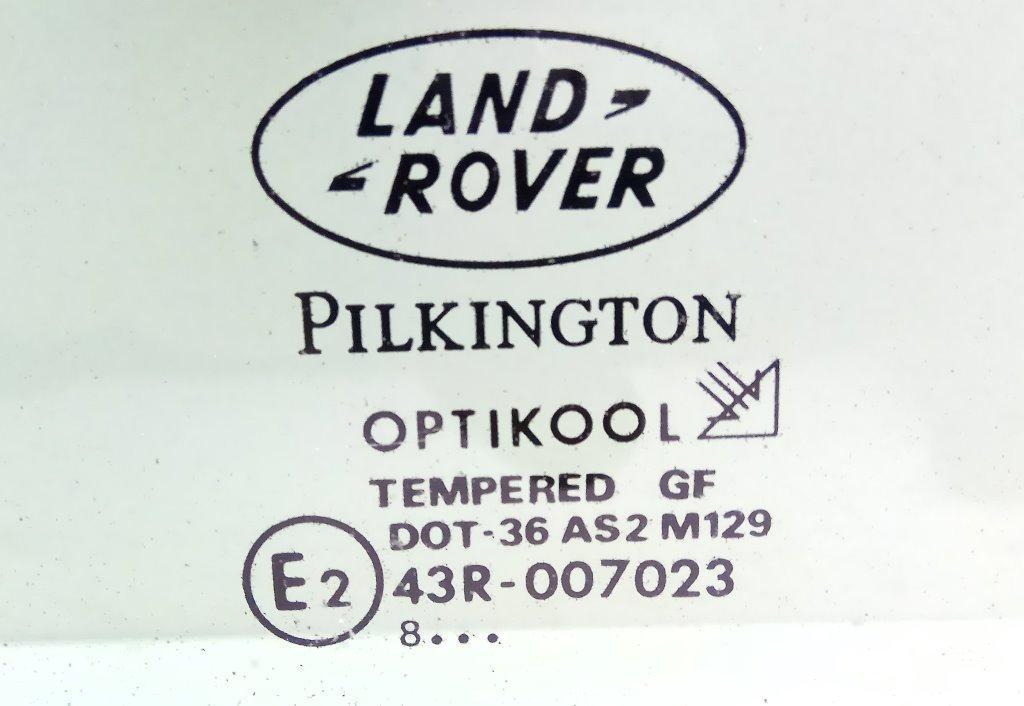 LAND
ROVER
PILKINGTON
OPTIKOOL
TEMPERED GF
DOT-36 AS2 M129
E2 43R-007023
8...